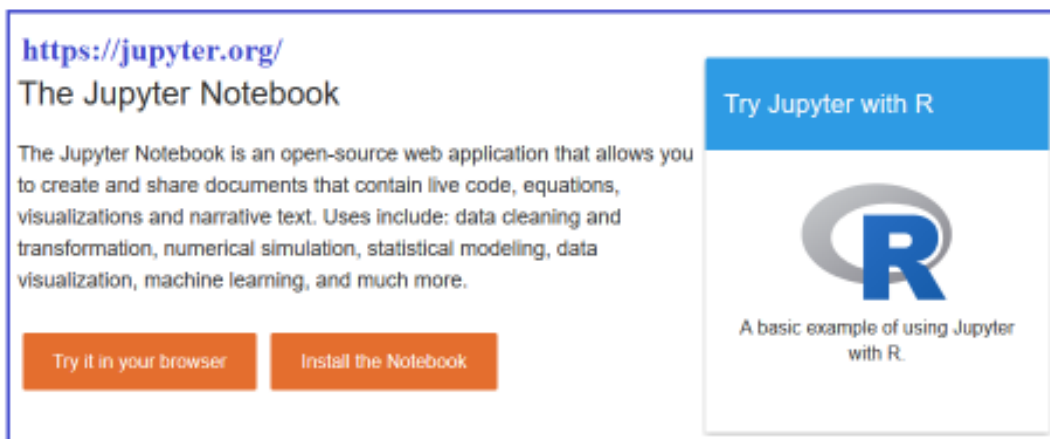 https://jupyter.org/
The Jupyter Notebook
The Jupyter Notebook is an open-source web application that allows you
to create and share documents that contain live code, equations,
visualizations and narrative text. Uses include: data cleaning and
transformation, numerical simulation, statistical modeling, data
visualization, machine learning, and much more.
Try it in your browser
Install the Notebook
Try Jupyter with R
R
A basic example of using Jupyter
with R.